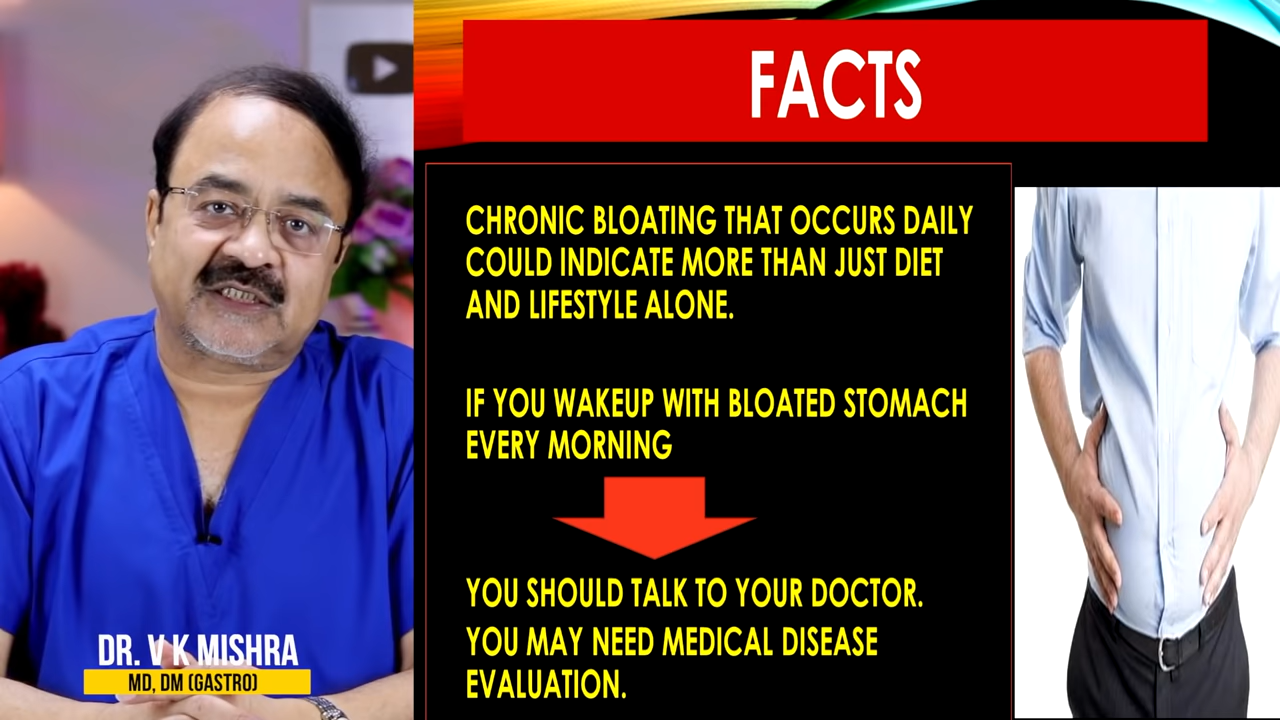 FACTS
CHRONIC BLOATING THAT OCCURS DAILY
COULD INDICATE MORE THAN JUST DIET
AND LIFESTYLE ALONE.
IF YOU WAKEUP WITH BLOATED STOMACH
EVERY MORNING
YOU SHOULD TALK TO YOUR DOCTOR.
YOU MAY NEED MEDICAL DISEASE
EVALUATION.
DR. V K MISHRA
MD, DM (GASTRO)